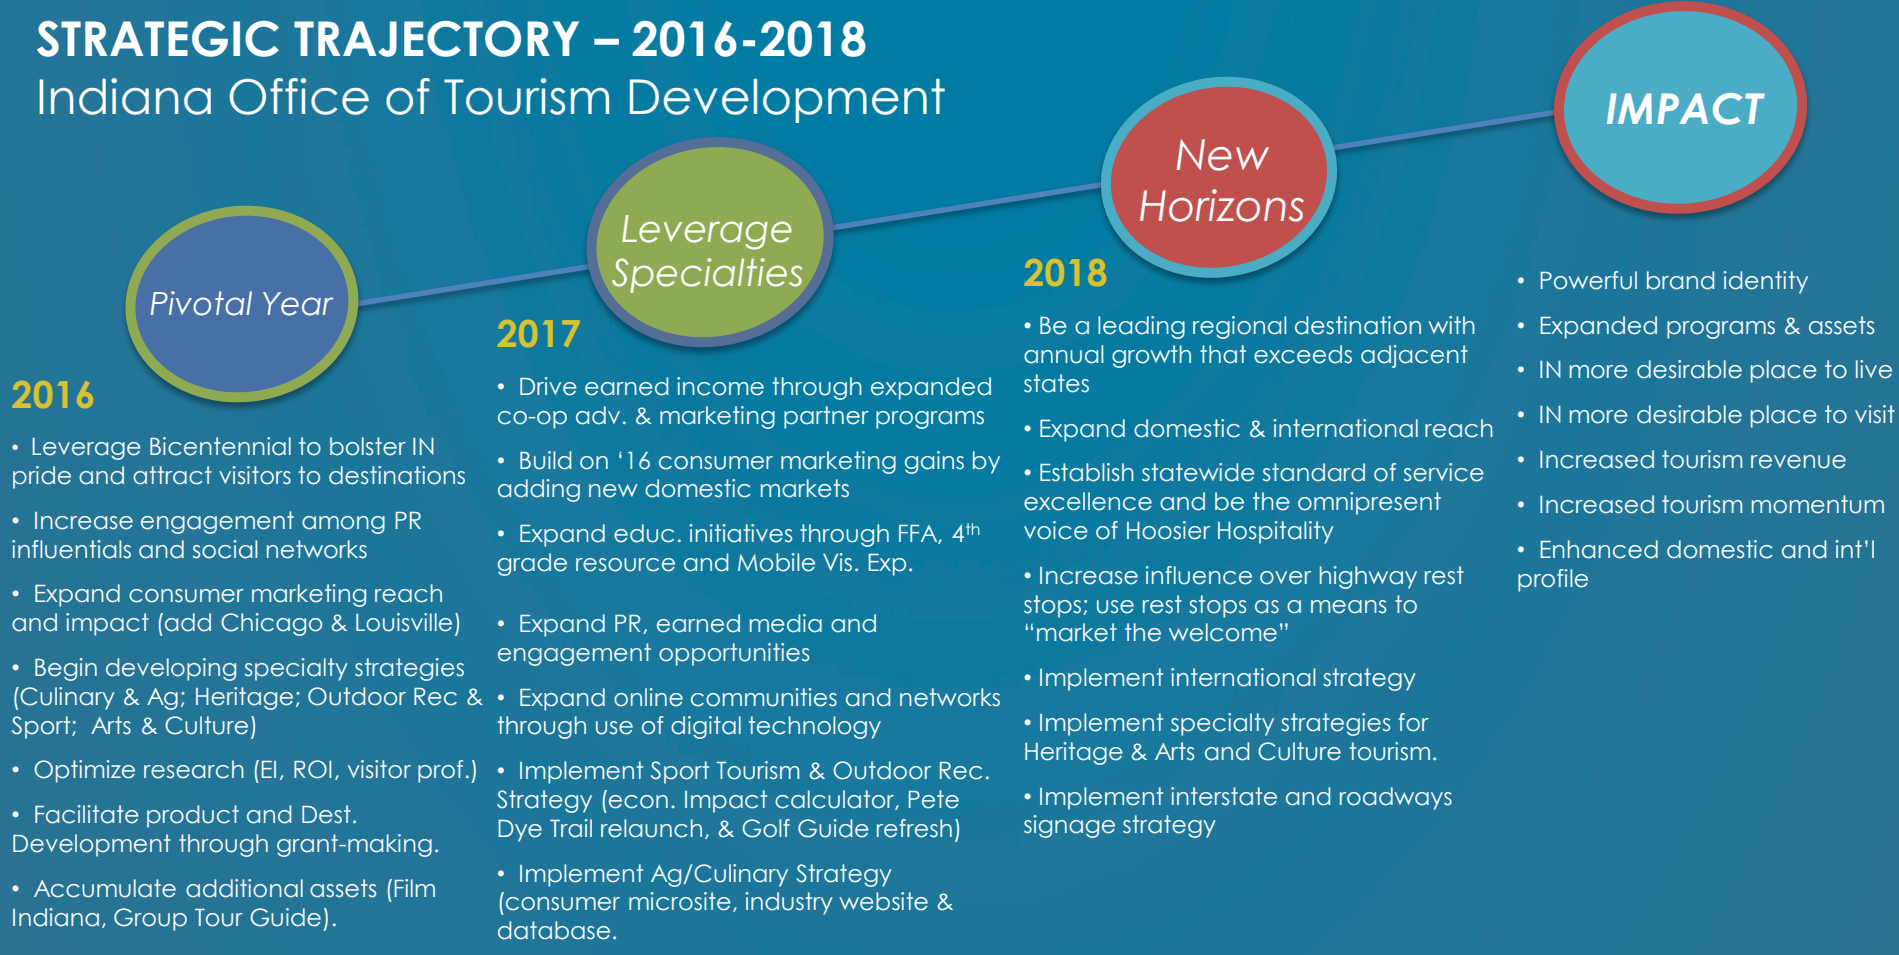 STRATEGIC TRAJECTORY – 2016-2018
Indiana Office of Tourism Development
Pivotal Year
2016
• Leverage Bicentennial to bolster IN
pride and attract visitors to destinations
• Increase engagement among PR
influentials and social networks
• Expand consumer marketing reach
and impact (add Chicago & Louisville)
• Begin developing specialty strategies
(Culinary & Ag; Heritage; Outdoor Rec &
Sport; Arts & Culture)
• Optimize research (EI, ROI, visitor prof.)
• Facilitate product and Dest.
Development through grant-making.
• Accumulate additional assets (Film
Indiana, Group Tour Guide).
Leverage
Specialties
2017
• Drive earned income through expanded
co-op adv. & marketing partner programs
• Build on ‘16 consumer marketing gains by
adding new domestic markets
• Expand educ. initiatives through FFA, 4th
grade resource and Mobile Vis. Exp.
• Expand PR, earned media and
engagement opportunities
• Expand online communities and networks
through use of digital technology
• Implement Sport Tourism & Outdoor Rec.
Strategy (econ. Impact calculator, Pete
Dye Trail relaunch, & Golf Guide refresh)
• Implement Ag/Culinary Strategy
(consumer microsite, industry website &
database.
New
Horizons
2018
• Be a leading regional destination with
annual growth that exceeds adjacent
states
• Expand domestic & international reach
• Establish statewide standard of service
excellence and be the omnipresent
voice of Hoosier Hospitality
• Increase influence over highway rest
stops; use rest stops as a means to
“market the welcome”
• Implement international strategy
• Implement specialty strategies for
Heritage & Arts and Culture tourism.
• Implement interstate and roadways
signage strategy
IMPACT
• Powerful brand identity
• Expanded programs & assets
• IN more desirable place to live
• IN more desirable place to visit
• Increased tourism revenue
• Increased tourism momentum
• Enhanced domestic and int’l
profile